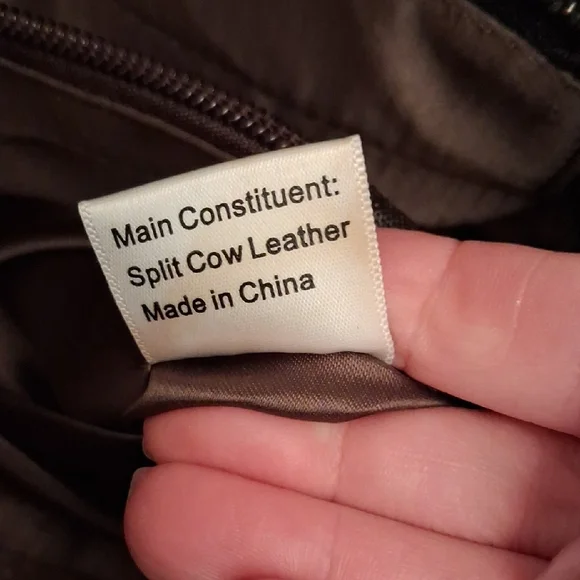 Main Constituent:
Split Cow Leather
Made in China